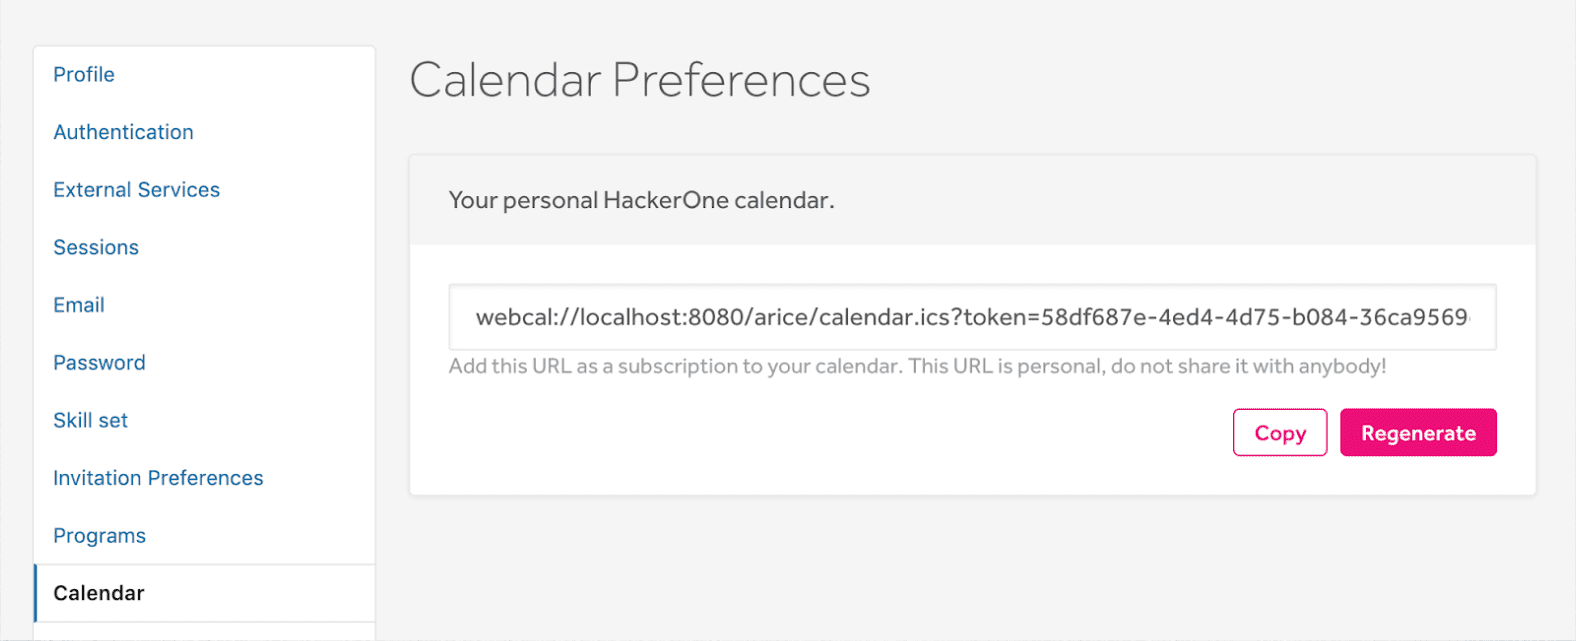 Profile
Authentication
External Services
Sessions
Email
Password
Skill set
Invitation Preferences
Programs
Calendar
Calendar Preferences
Your personal HackerOne calendar.
webcal://localhost:8080/arice/calendar.ics?token=58df687e-4ed4-4d75-b084-36ca9569
Add this URL as a subscription to your calendar. This URL is personal, do not share it with anybody!
Copy
Regenerate